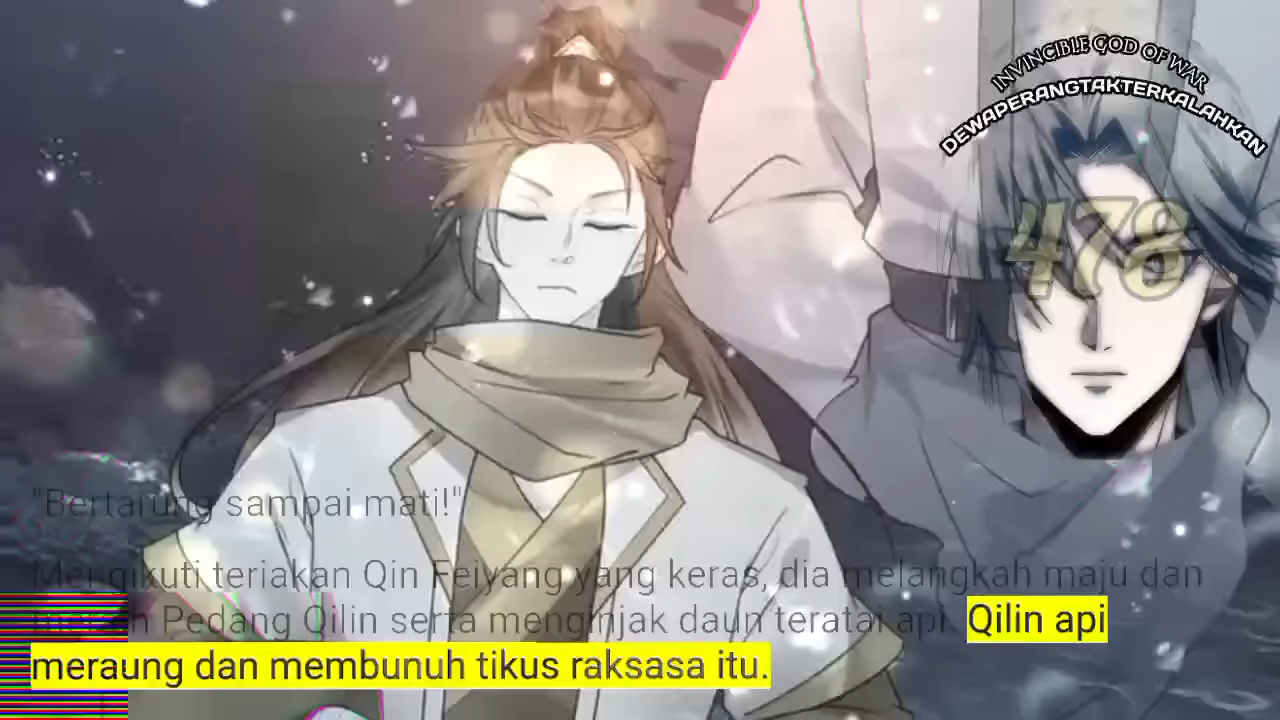 INVINCIBLE GOD OF WAR
DEWAPERANGTAKTERKALAHKAN
478
"Bertarung sampai mati!"
Mengikuti teriakan Qin Feiyang yang keras, dia melangkah maju dan
meraih Pedang Qilin serta menginjak daun teratai api. Qilin api
meraung dan membunuh tikus raksasa itu.